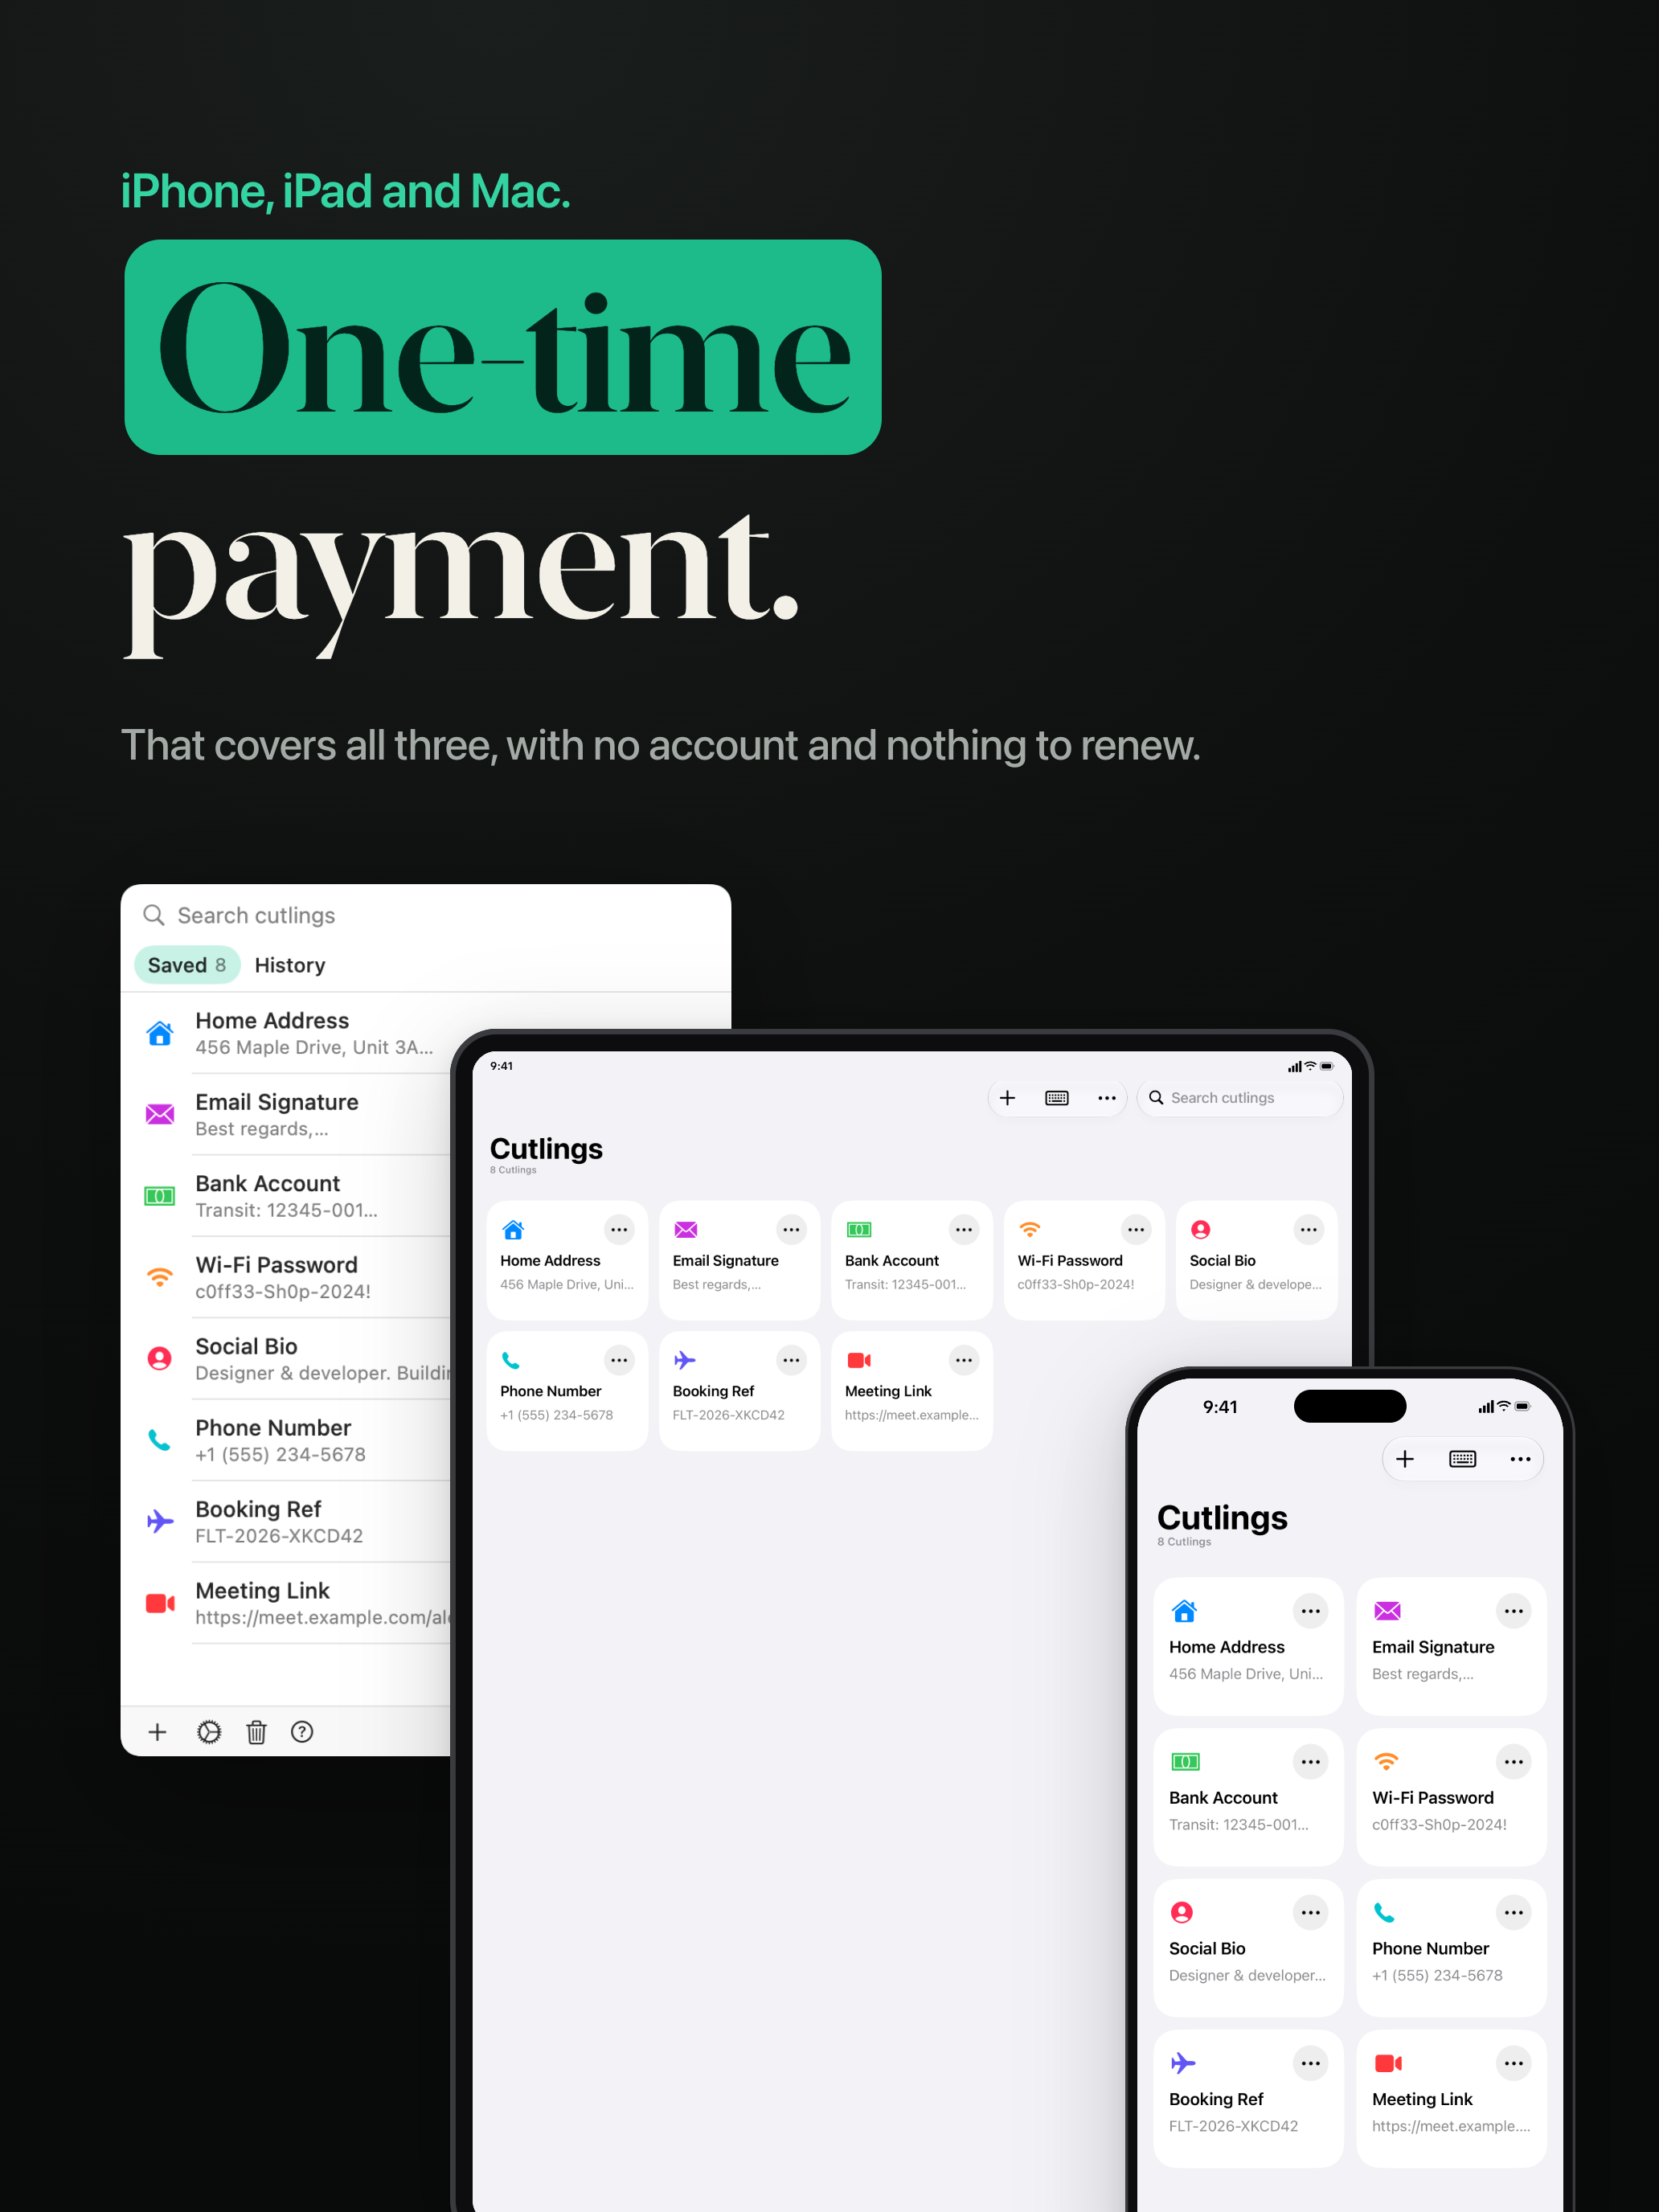 iPhone, iPad and Mac.
One-time
payment.
That covers all three, with no account and nothing to renew.
Search cutlings
Saved 8 History
Home Address
456 Maple Drive, Unit 3A...
Email Signature
Best regards,...
Bank Account
Transit: 12345-001...
Wi-Fi Password
c0ff33-Sh0p-2024!
Social Bio
Designer & developer. Buildi
Phone Number
+1 (555) 234-5678
Booking Ref
FLT-2026-XKCD42
Meeting Link
https://meet.example.com/al
9:41
Search cutlings
Cutlings
8 Cutlings
Home Address Email Signature Bank Account Wi-Fi Password Social Bio
456 Maple Drive, Uni... Best regards,... Transit: 12345-001... c0ff33-Sh0p-2024! Designer & develope...
Phone Number Booking Ref Meeting Link
+1 (555) 234-5678 FLT-2026-XKCD42 https://meet.example...
9:41
Cutlings
8 Cutlings
Home Address Email Signature
456 Maple Drive, Uni... Best regards,...
Bank Account Wi-Fi Password
Transit: 12345-001... c0ff33-Sh0p-2024!
Social Bio Phone Number
Designer & developer... +1 (555) 234-5678
Booking Ref Meeting Link
FLT-2026-XKCD42 https://meet.example....